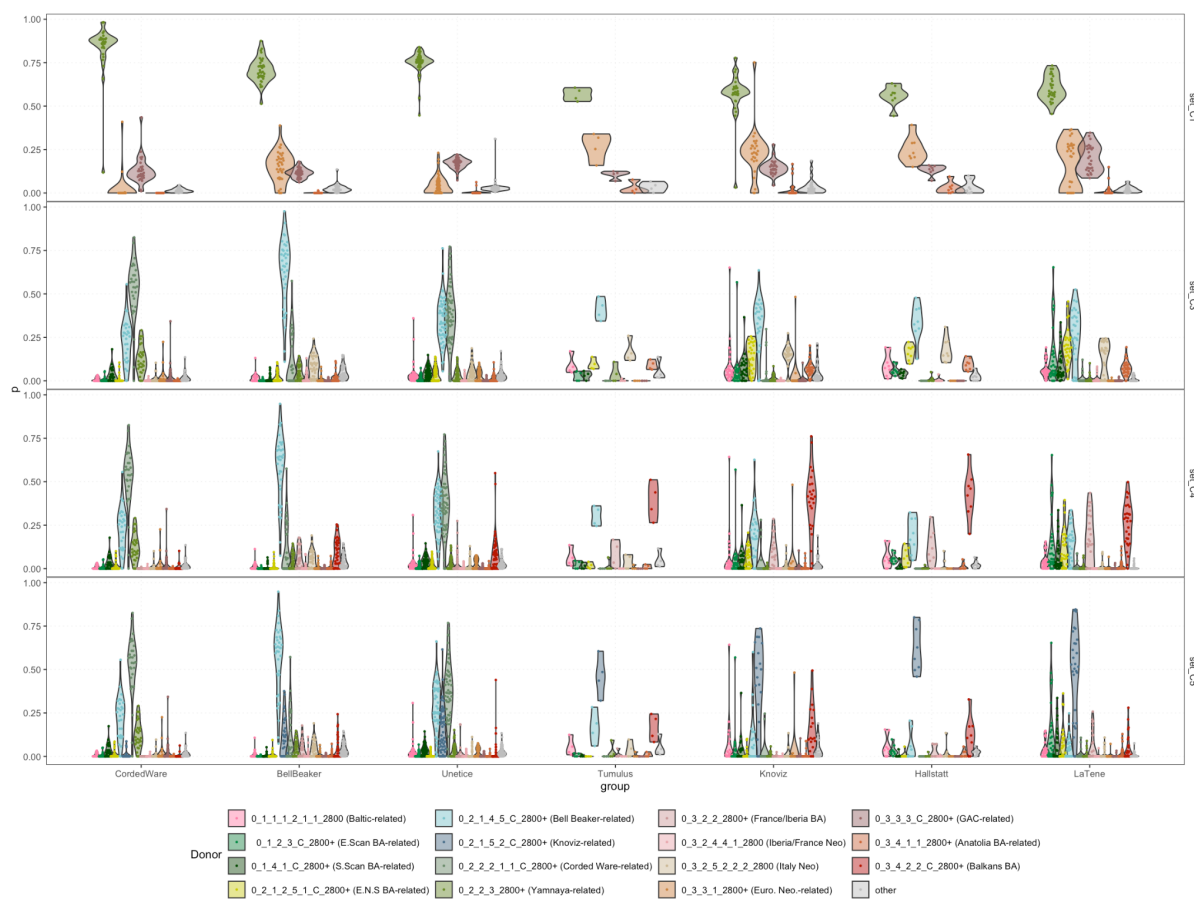 1.00
0.75
0.50
0.25
0.00
sel_C1
1.00
0.75
0.50
0.25
0.00
sel_C3
1.00
0.75
0.50
0.25
0.00
sel_C4
1.00
0.75
0.50
0.25
0.00
sel_C5
p
CordedWare BellBeaker Unetice Tumulus Knoviz Hallstatt LaTene
group
Donor
0_1_1_1_2_1_1_2800 (Baltic-related) 0_2_1_4_5_C_2800+ (Bell Beaker-related) 0_3_2_2_2800+ (France/Iberia BA) 0_3_3_3_C_2800+ (GAC-related)
0_1_2_3_C_2800+ (E.Scan BA-related) 0_2_1_5_2_C_2800+ (Knoviz-related) 0_3_2_4_4_1_2800 (Iberia/France Neo) 0_3_4_1_1_2800+ (Anatolia BA-related)
0_1_4_1_C_2800+ (S.Scan BA-related) 0_2_2_2_1_1_C_2800+ (Corded Ware-related) 0_3_2_5_2_2_2_2800 (Italy Neo) 0_3_4_2_2_C_2800+ (Balkans BA)
0_2_1_2_5_1_C_2800+ (E.N.S BA-related) 0_2_2_3_2800+ (Yamnaya-related) 0_3_3_1_2800+ (Euro. Neo.-related) other